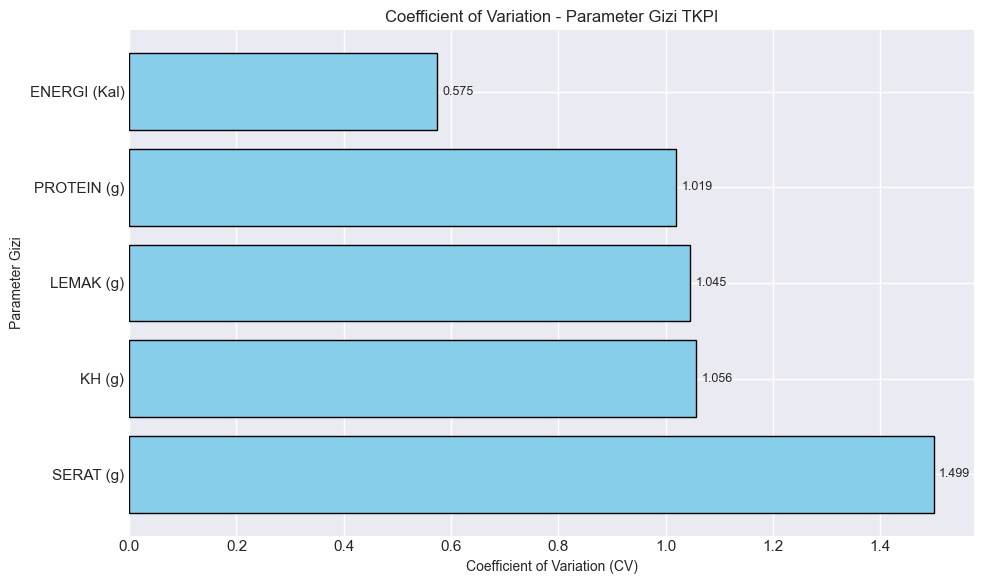 Coefficient of Variation - Parameter Gizi TKPI
Parameter Gizi
ENERGI (Kal)
0.575
PROTEIN (g)
1.019
LEMAK (g)
1.045
KH (g)
1.056
SERAT (g)
1.499
0.0 0.2 0.4 0.6 0.8 1.0 1.2 1.4
Coefficient of Variation (CV)